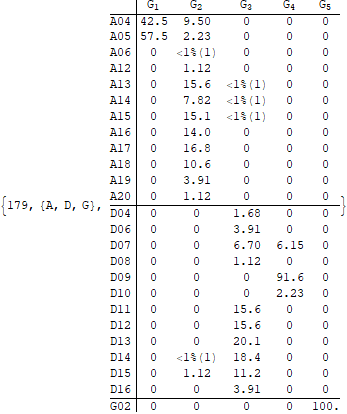 G1 G2 G3 G4 G5
A04 42.5 9.50 0 0 0
A05 57.5 2.23 0 0 0
A06 0 <1%(1) 0 0 0
A12 0 1.12 0 0 0
A13 0 15.6 <1%(1) 0 0
A14 0 7.82 <1%(1) 0 0
A15 0 15.1 <1%(1) 0 0
A16 0 14.0 0 0 0
A17 0 16.8 0 0 0
A18 0 10.6 0 0 0
A19 0 3.91 0 0 0
A20 0 1.12 0 0 0
{179, {A, D, G},
D04 0 0 1.68 0 0
D06 0 0 3.91 0 0
D07 0 0 6.70 6.15 0
D08 0 0 1.12 0 0
D09 0 0 0 91.6 0
D10 0 0 0 2.23 0
D11 0 0 15.6 0 0
D12 0 0 15.6 0 0
D13 0 0 20.1 0 0
D14 0 <1%(1) 18.4 0 0
D15 0 1.12 11.2 0 0
D16 0 0 3.91 0 0
G02 0 0 0 0 100.